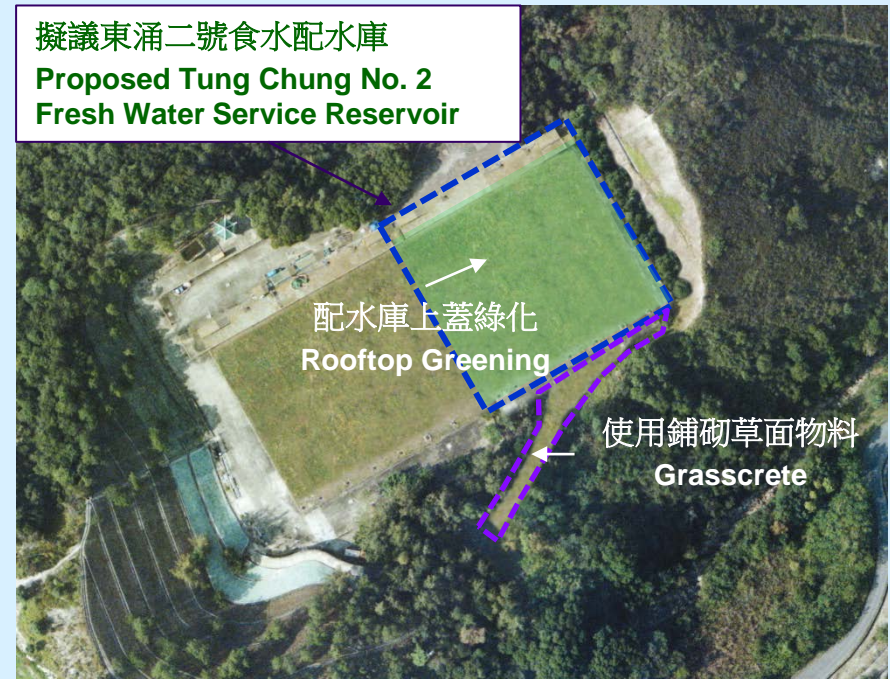 擬議東涌二號食水配水庫
Proposed Tung Chung No. 2
Fresh Water Service Reservoir
配水庫上蓋綠化
Rooftop Greening
使用鋪砌草面物料
Grasscrete